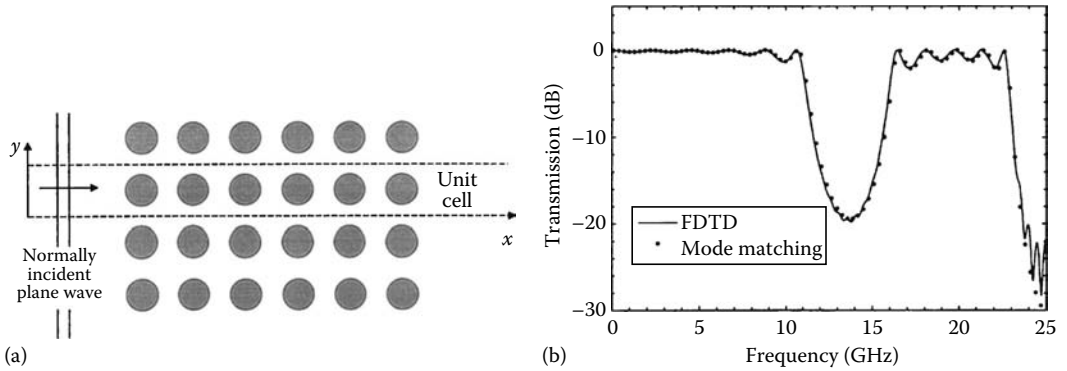 y
Unit
cell
x
Normally
incident
plane wave
(a)
0
−10
−20
−30
Transmission (dB)
FDTD
Mode matching
0 5 10 15 20 25
Frequency (GHz)
(b)